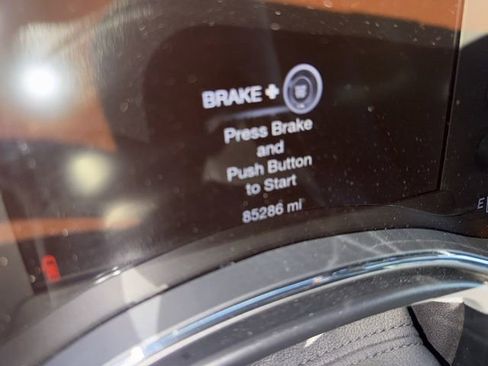 BRAKE +
Press Brake
and
Push Button
to Start
85286 mi
E